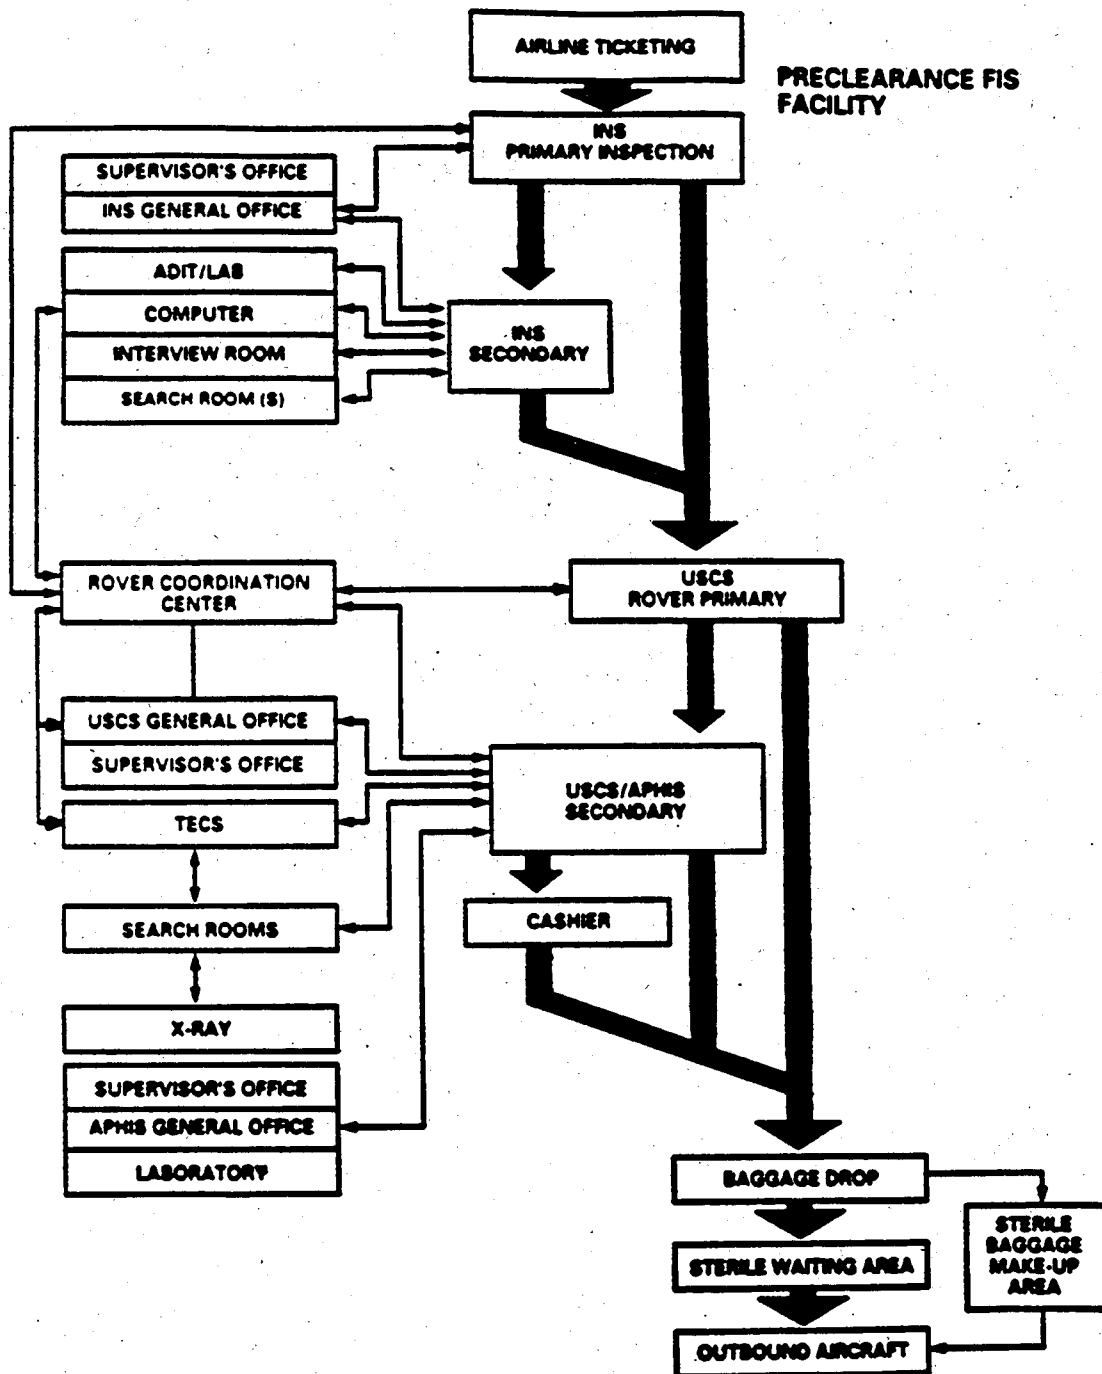 AIRLINE TICKETING
PRECLEARANCE FIS
FACILITY
INS
PRIMARY INSPECTION
SUPERVISOR'S OFFICE
INS GENERAL OFFICE
ADIT/LAB
COMPUTER
INTERVIEW ROOM
SEARCH ROOM (S)
INS
SECONDARY
ROVER COORDINATION
CENTER
USCS
ROVER PRIMARY
USCS GENERAL OFFICE
SUPERVISOR'S OFFICE
TECS
USCS/APHIS
SECONDARY
SEARCH ROOMS
CASHIER
X-RAY
SUPERVISOR'S OFFICE
APHIS GENERAL OFFICE
LABORATORY
BAGGAGE DROP
STERILE WAITING AREA
STERILE
BAGGAGE
MAKE-UP
AREA
OUTBOUND AIRCRAFT